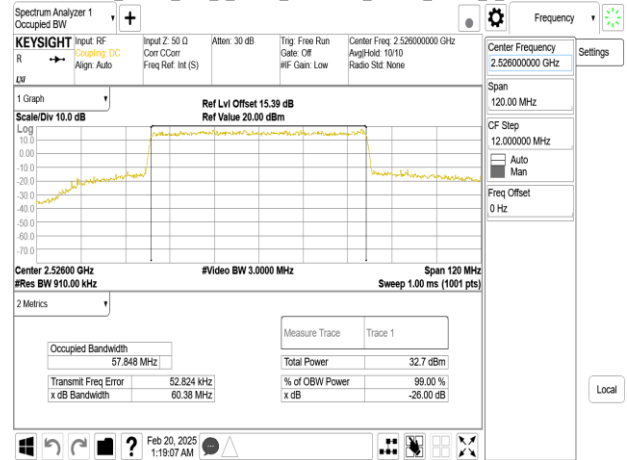 Spectrum Analyzer 1
Occupied BW
Frequency
KEYSIGHT
R
LXI
Input: RF
Coupling: DC
Align: Auto
Input Z: 50 Ω
Corr CCorr
Freq Ref: Int (S)
Atten: 30 dB
Trig: Free Run
Gate: Off
#IF Gain: Low
Center Freq: 2.526000000 GHz
Avg|Hold: 10/10
Radio Std: None
Center Frequency
2.526000000 GHz
Settings
Span
120.00 MHz
CF Step
12.000000 MHz
Auto
Man
Freq Offset
0 Hz
Local
1 Graph
Scale/Div 10.0 dB
Ref Lvl Offset 15.39 dB
Ref Value 20.00 dBm
Log
10.0
0.00
-10.0
-20.0
-30.0
-40.0
-50.0
-60.0
-70.0
Center 2.52600 GHz
#Video BW 3.0000 MHz
Span 120 MHz
#Res BW 910.00 kHz
Sweep 1.00 ms (1001 pts)
2 Metrics
Measure Trace
Trace 1
Occupied Bandwidth
57.848 MHz
Total Power
32.7 dBm
Transmit Freq Error
52.824 kHz
% of OBW Power
99.00 %
x dB Bandwidth
60.38 MHz
x dB
-26.00 dB
?
Feb 20, 2025
1:19:07 AM